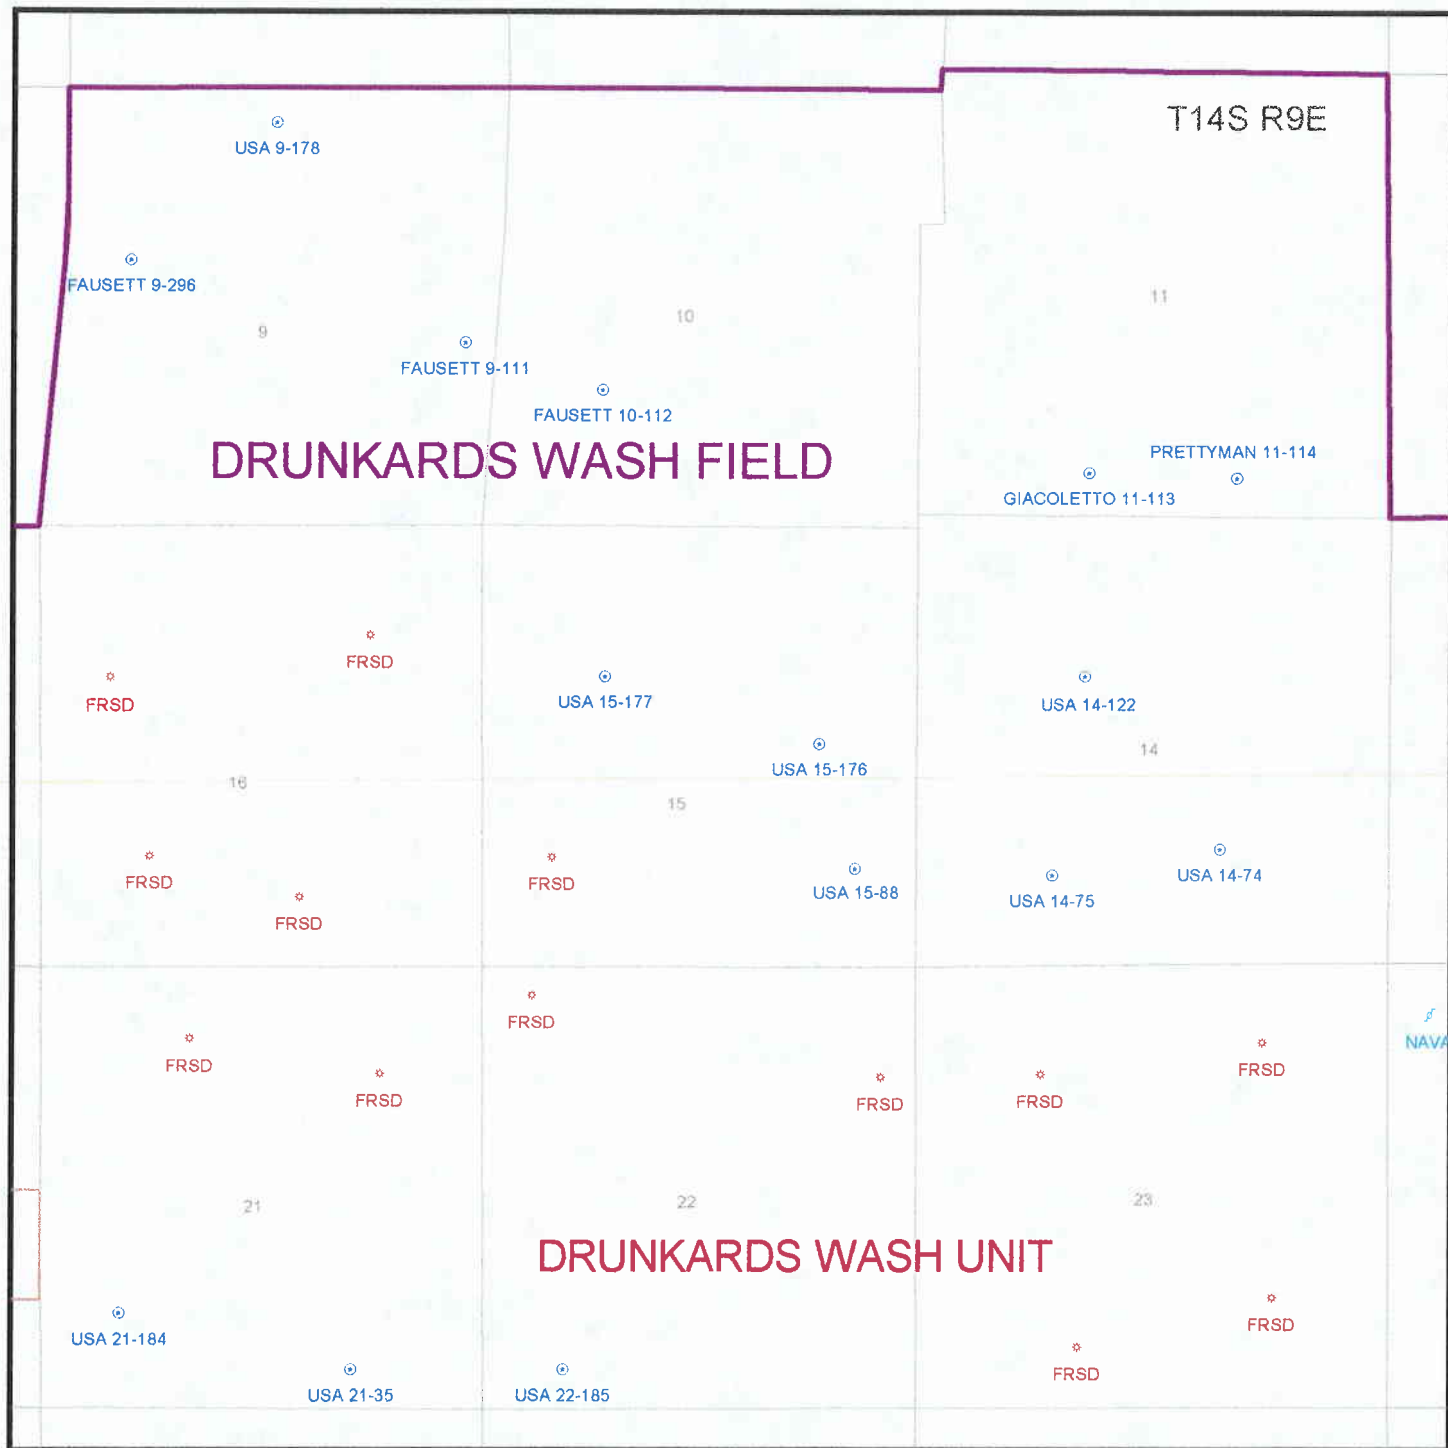 T14S R9E
USA 9-178
FAUSETT 9-296
11
10
9
FAUSETT 9-111
FAUSETT 10-112
DRUNKARDS WASH FIELD
PRETTYMAN 11-114
GIACOLETTO 11-113
FRSD
FRSD
USA 15-177
USA 14-122
14
USA 15-176
16
15
FRSD
FRSD
USA 15-88
USA 14-74
USA 14-75
FRSD
FRSD
NAVA
FRSD
FRSD
FRSD
FRSD
FRSD
21
22
23
DRUNKARDS WASH UNIT
FRSD
USA 21-184
FRSD
USA 21-35
USA 22-185